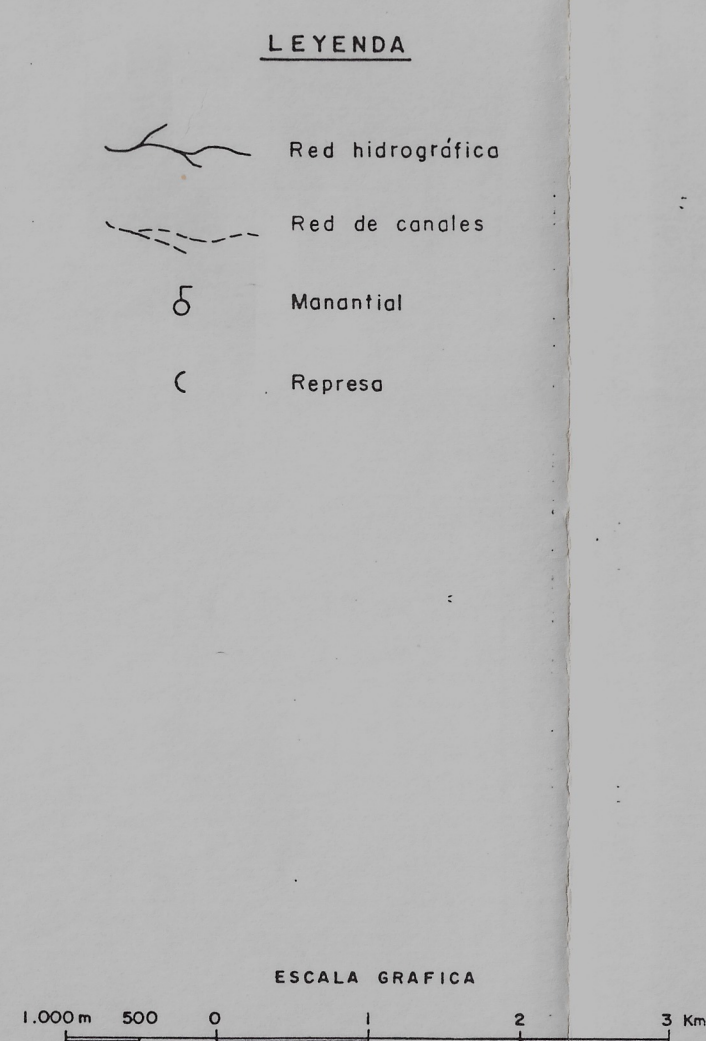 LEYENDA
Red hidrográfica
Red de canales
Manantial
Represa
ESCALA GRAFICA
1.000 m 500 0 1 2 3 Km